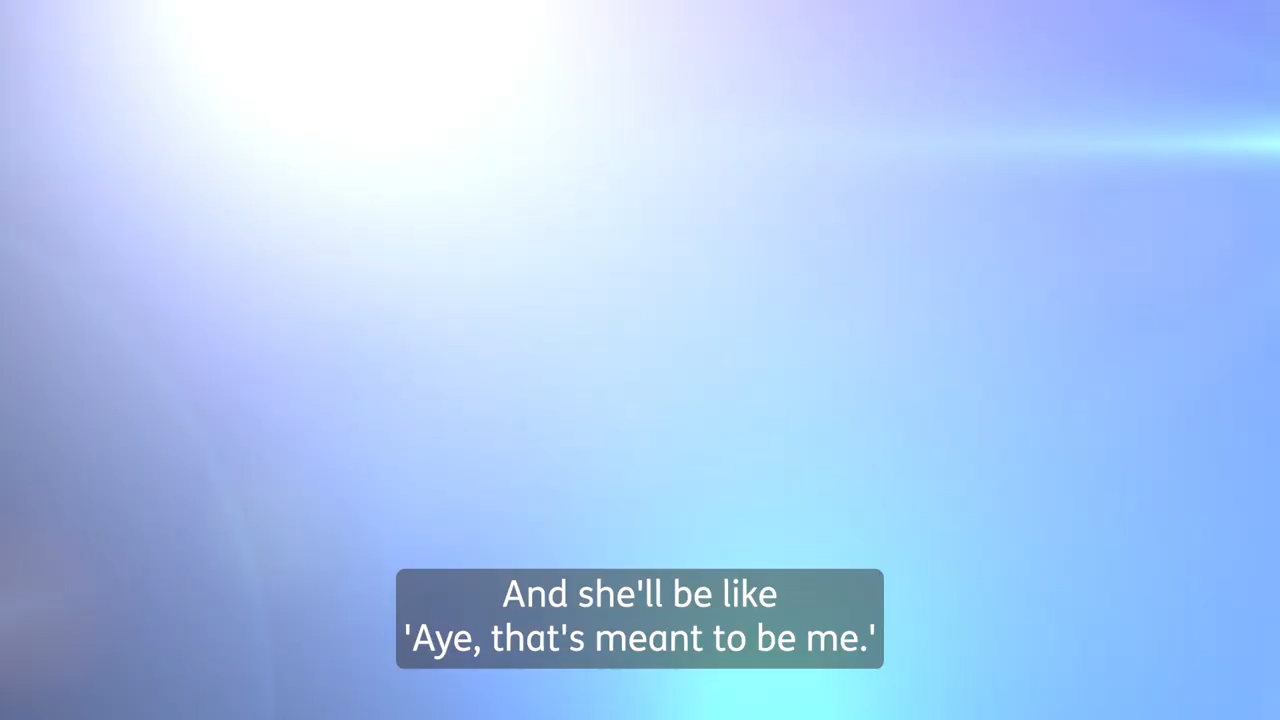 And she'll be like
'Aye, that's meant to be me.'